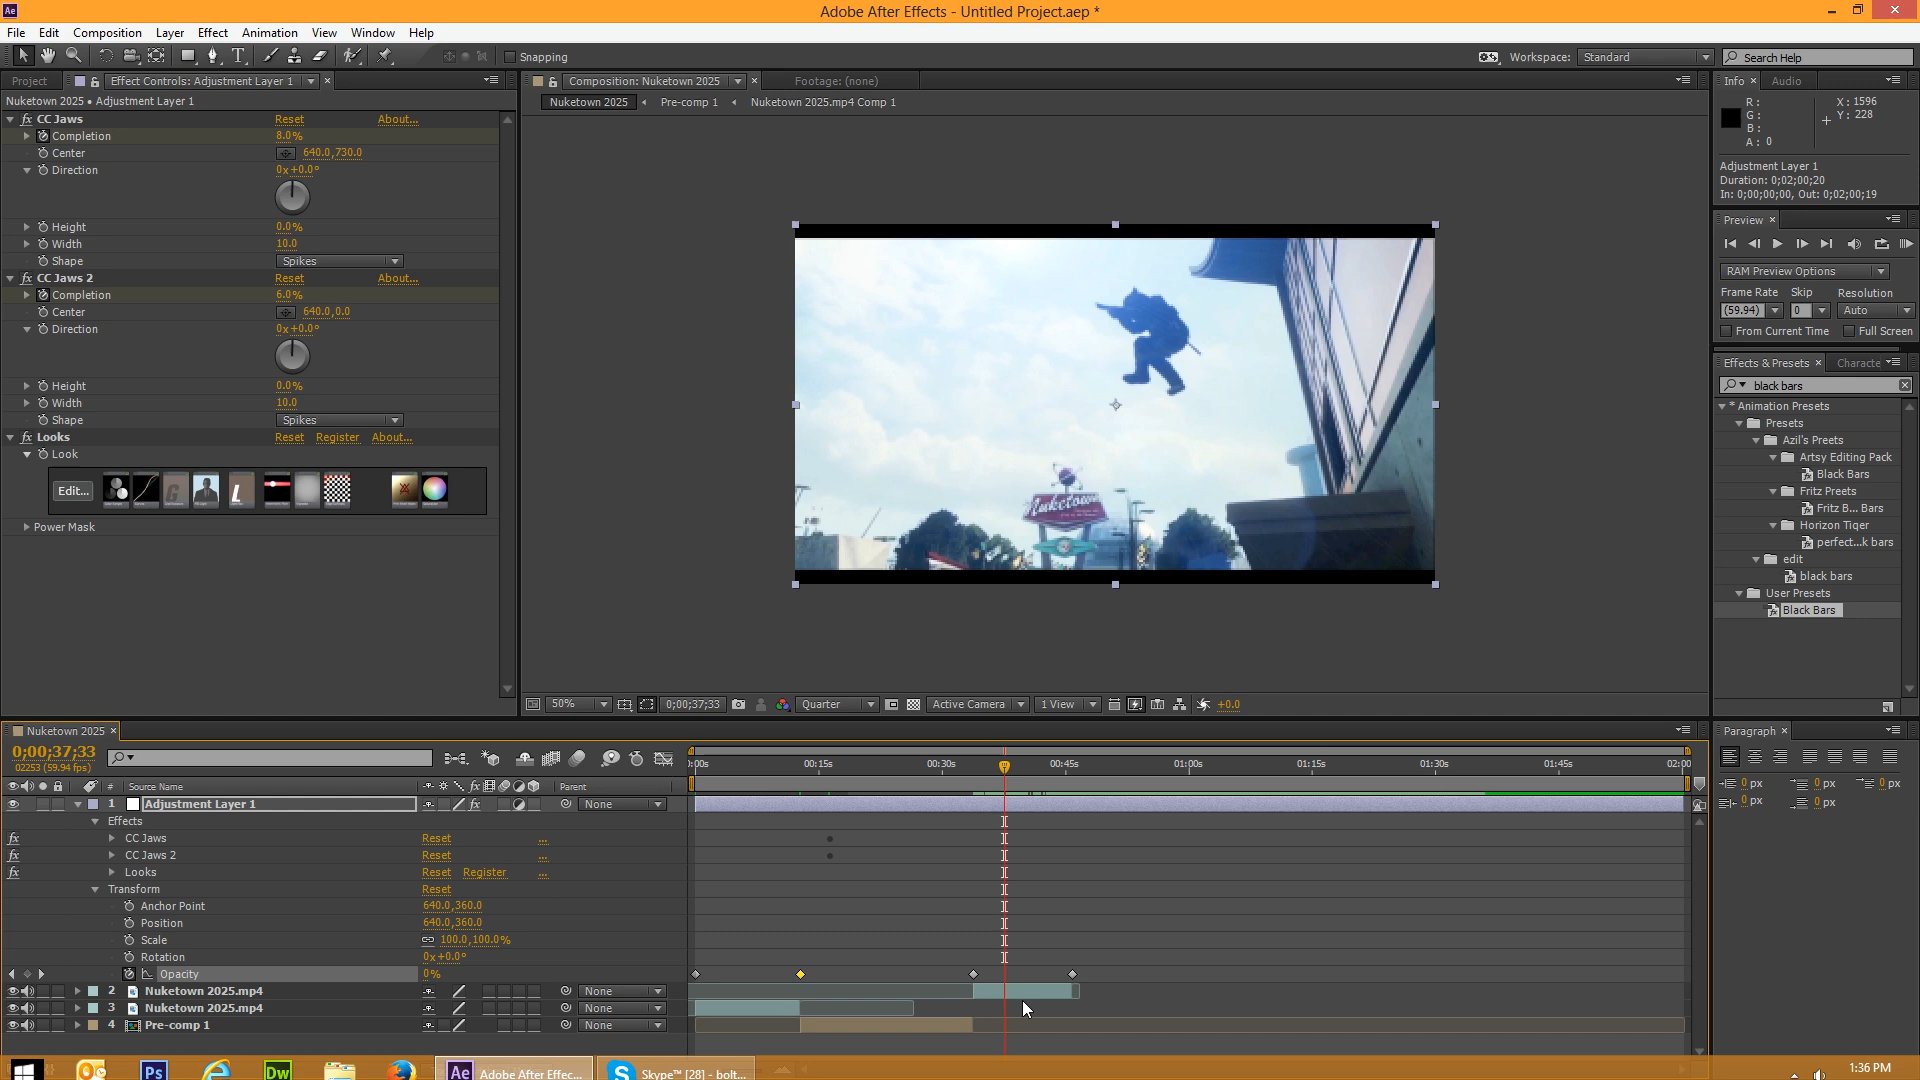 Ae
Adobe After Effects - Untitled Project.aep *
File Edit Composition Layer Effect Animation View Window Help
T
Snapping
Workspace: Standard
Search Help
Project
Effect Controls: Adjustment Layer 1
Composition: Nuketown 2025
Footage: (none)
Nuketown 2025 • Adjustment Layer 1
Nuketown 2025
Pre-comp 1
Nuketown 2025.mp4 Comp 1
fx CC Jaws Reset About...
Completion 8.0%
Center 640.0,730.0
Direction 0x+0.0°
Height 0.0%
Width 10.0
Shape Spikes
fx CC Jaws 2 Reset About...
Completion 6.0%
Center 640.0,0.0
Direction 0x+0.0°
Height 0.0%
Width 10.0
Shape Spikes
fx Looks Reset Register About...
Look
Edit...
Power Mask
Nuketown
50%
0;00;37;33
Quarter
Active Camera
1 View
+0.0
Info Audio
R :
G :
B :
A : 0
X : 1596
Y : 228
Adjustment Layer 1
Duration: 0;02;00;20
In: 0;00;00;00, Out: 0;02;00;19
Preview
RAM Preview Options
Frame Rate Skip Resolution
(59.94) 0 Auto
From Current Time Full Screen
Effects & Presets Characte
black bars
* Animation Presets
Presets
Azil's Preets
Artsy Editing Pack
Black Bars
Fritz Preets
Fritz B... Bars
Horizon Tiqer
perfect...k bars
edit
black bars
User Presets
Black Bars
Nuketown 2025
0;00;37;33
02253 (59.94 fps)
# Source Name Parent
1 Adjustment Layer 1 fx None
Effects
fx CC Jaws Reset ...
fx CC Jaws 2 Reset ...
fx Looks Reset Register ...
Transform Reset
Anchor Point 640.0,360.0
Position 640.0,360.0
Scale 100.0,100.0%
Rotation 0x+0.0°
Opacity 0%
2 Nuketown 2025.mp4 None
3 Nuketown 2025.mp4 None
4 Pre-comp 1 None
):00s 00:15s 00:30s 00:45s 01:00s 01:15s 01:30s 01:45s 02:00
Paragraph
0 px 0 px 0 px
0 px 0 px
Ps
Dw
Ae Adobe After Effec...
Skype™ [28] - bolt...
1:36 PM